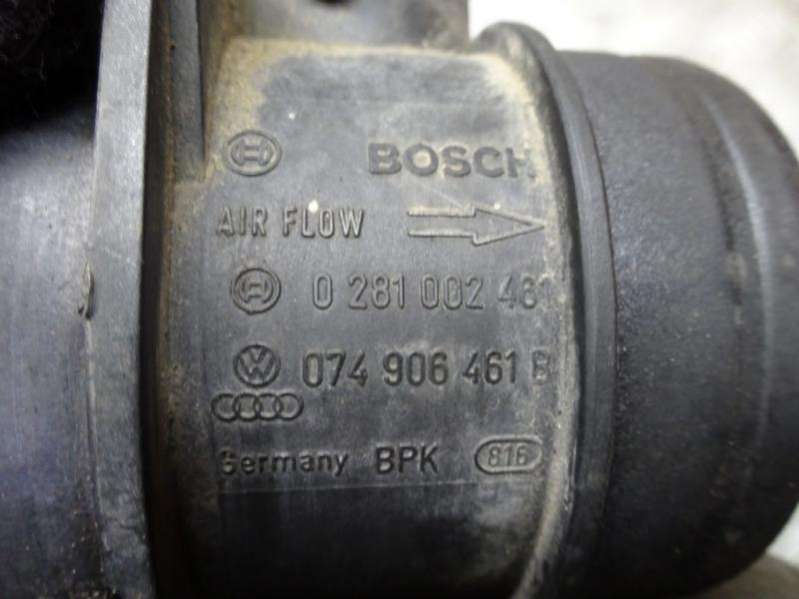 BOSCH
AIR FLOW
0 281 002 461
074 906 461 B
Germany BPK 816